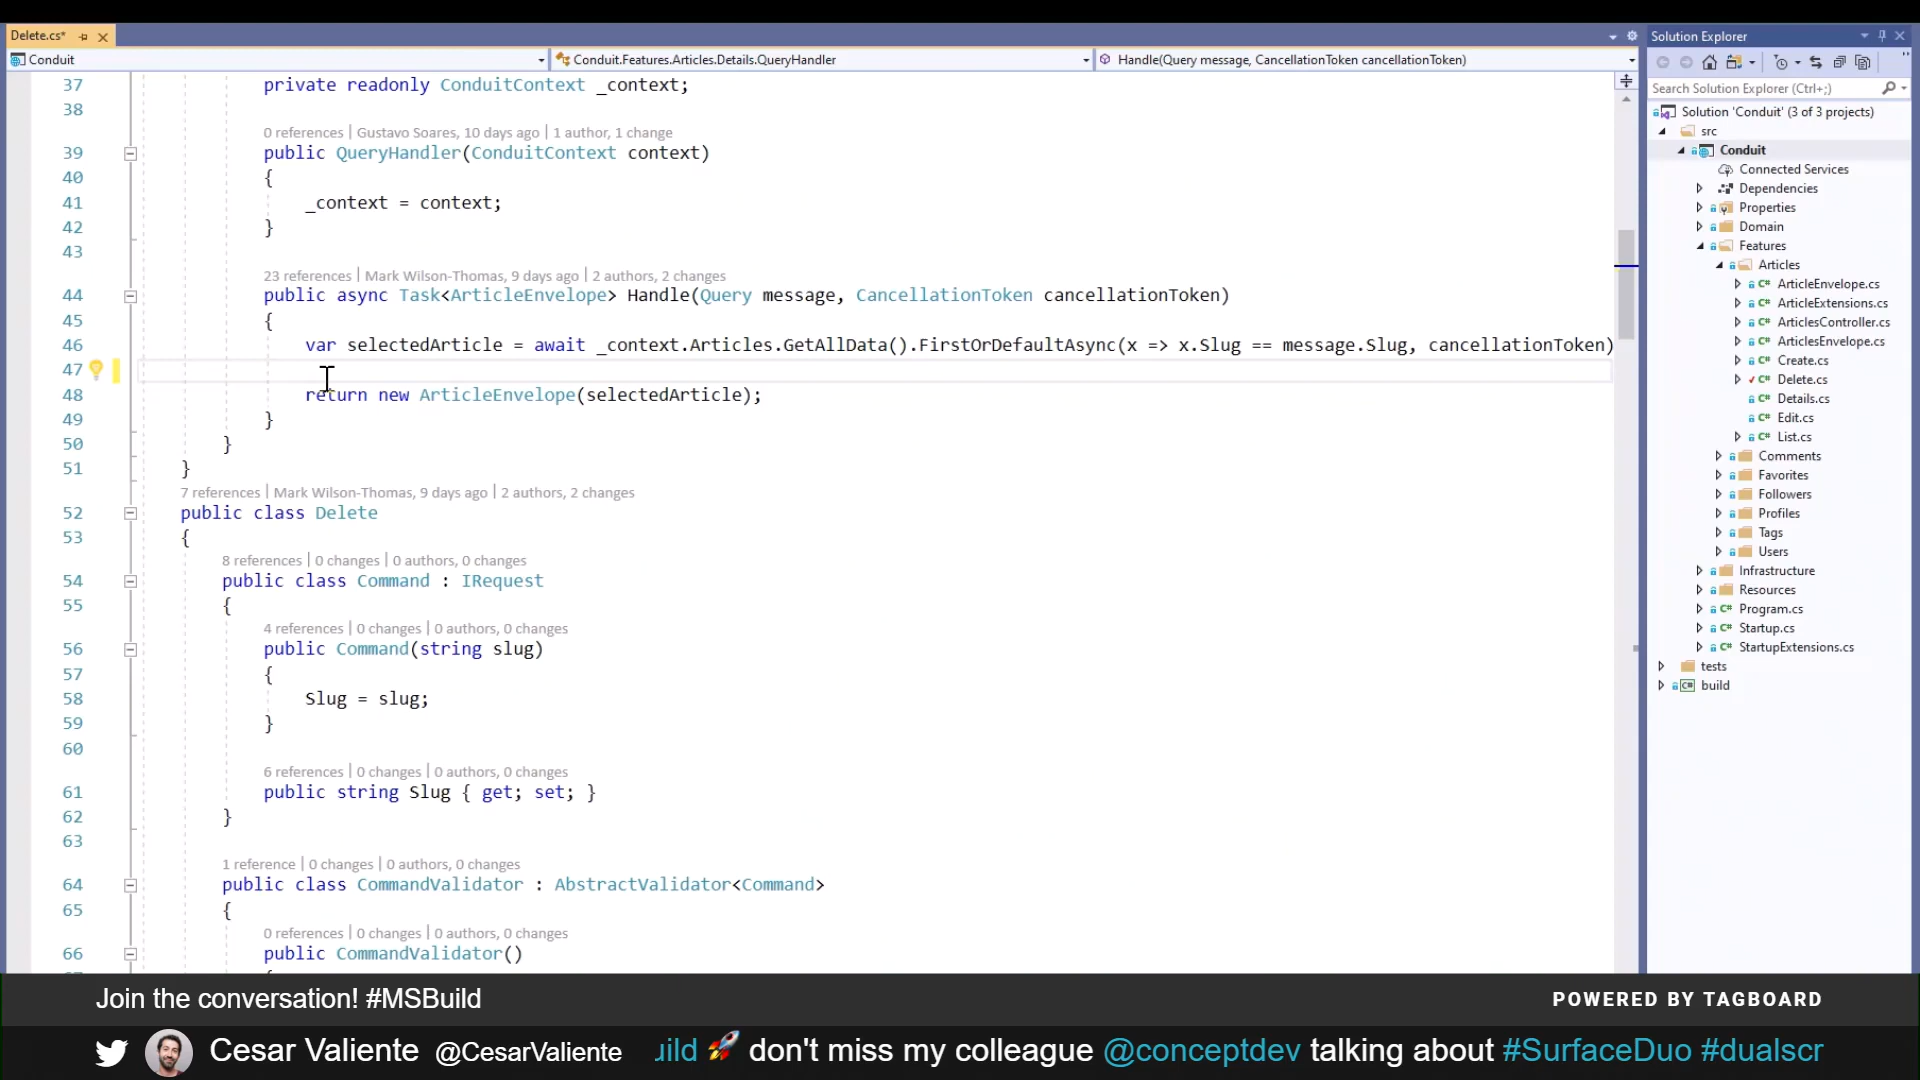 Delete.cs*
Conduit
Conduit.Features.Articles.Details.QueryHandler
Handle(Query message, CancellationToken cancellationToken)
37 private readonly ConduitContext _context;
38
0 references | Gustavo Soares, 10 days ago | 1 author, 1 change
39 public QueryHandler(ConduitContext context)
40 {
41 _context = context;
42 }
43
23 references | Mark Wilson-Thomas, 9 days ago | 2 authors, 2 changes
44 public async Task<ArticleEnvelope> Handle(Query message, CancellationToken cancellationToken)
45 {
46 var selectedArticle = await _context.Articles.GetAllData().FirstOrDefaultAsync(x => x.Slug == message.Slug, cancellationToken)
47
48 return new ArticleEnvelope(selectedArticle);
49 }
50 }
51 }
7 references | Mark Wilson-Thomas, 9 days ago | 2 authors, 2 changes
52 public class Delete
53 {
8 references | 0 changes | 0 authors, 0 changes
54 public class Command : IRequest
55 {
4 references | 0 changes | 0 authors, 0 changes
56 public Command(string slug)
57 {
58 Slug = slug;
59 }
60
6 references | 0 changes | 0 authors, 0 changes
61 public string Slug { get; set; }
62 }
63
1 reference | 0 changes | 0 authors, 0 changes
64 public class CommandValidator : AbstractValidator<Command>
65 {
0 references | 0 changes | 0 authors, 0 changes
66 public CommandValidator()
Solution Explorer
Search Solution Explorer (Ctrl+;)
Solution 'Conduit' (3 of 3 projects)
src
Conduit
Connected Services
Dependencies
Properties
Domain
Features
Articles
C# ArticleEnvelope.cs
C# ArticleExtensions.cs
C# ArticlesController.cs
C# ArticlesEnvelope.cs
C# Create.cs
C# Delete.cs
C# Details.cs
C# Edit.cs
C# List.cs
Comments
Favorites
Followers
Profiles
Tags
Users
Infrastructure
Resources
C# Program.cs
C# Startup.cs
C# StartupExtensions.cs
tests
C# build
Join the conversation! #MSBuild
POWERED BY TAGBOARD
Cesar Valiente @CesarValiente uild 🚀 don't miss my colleague @conceptdev talking about #SurfaceDuo #dualscr